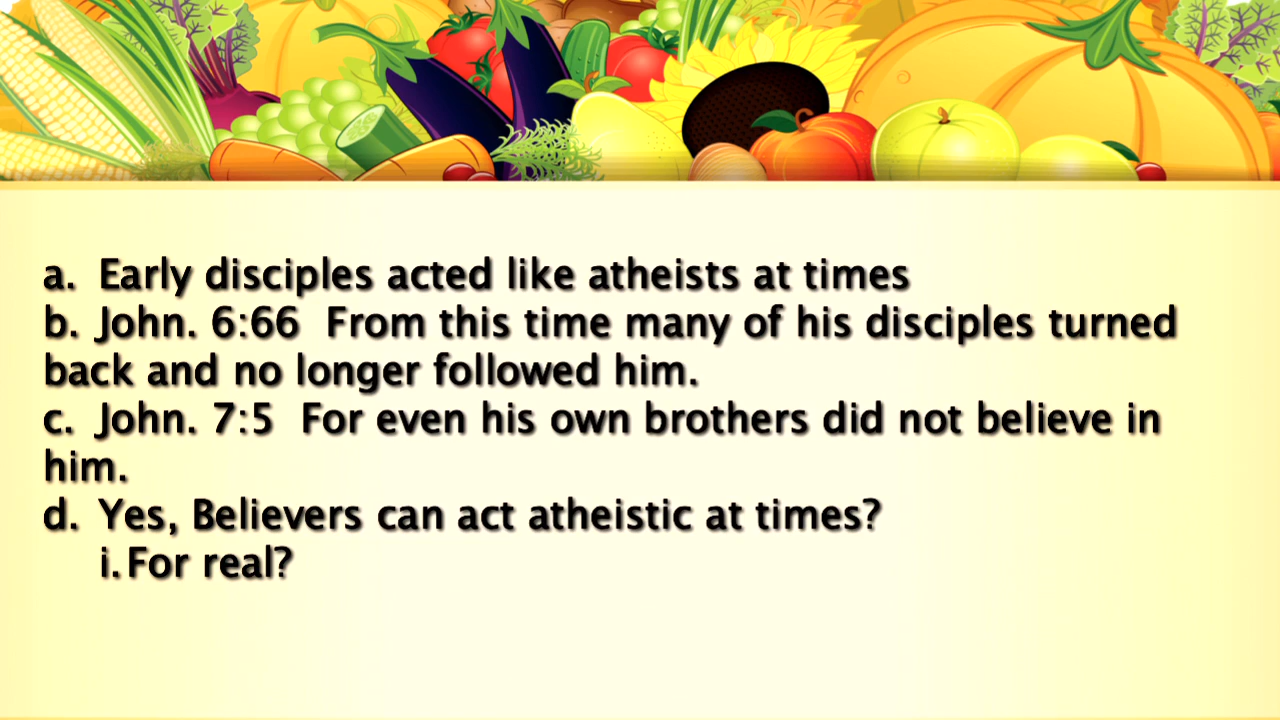 a. Early disciples acted like atheists at times
b. John. 6:66 From this time many of his disciples turned
back and no longer followed him.
c. John. 7:5 For even his own brothers did not believe in
him.
d. Yes, Believers can act atheistic at times?
i. For real?